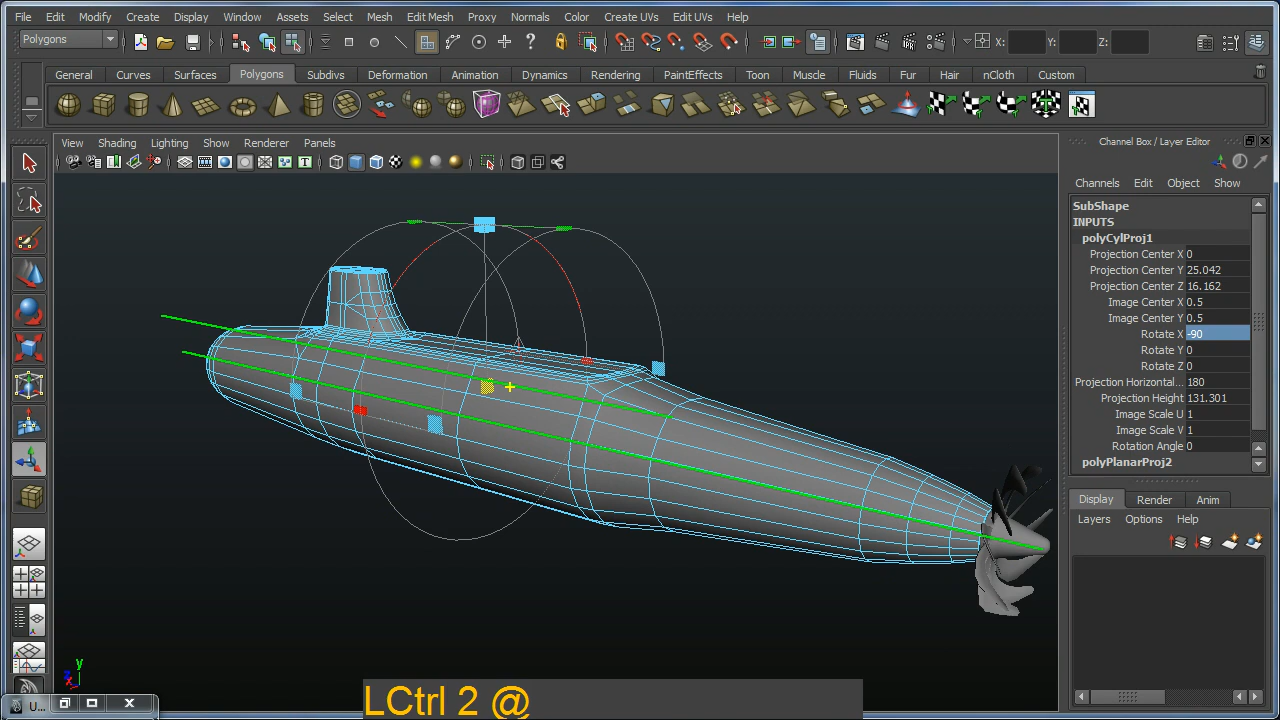 File Edit Modify Create Display Window Assets Select Mesh Edit Mesh Proxy Normals Color Create UVs Edit UVs Help
Polygons X: Y: Z:
General Curves Surfaces Polygons Subdivs Deformation Animation Dynamics Rendering PaintEffects Toon Muscle Fluids Fur Hair nCloth Custom
View Shading Lighting Show Renderer Panels
Channel Box / Layer Editor
Channels Edit Object Show
SubShape
INPUTS
polyCylProj1
Projection Center X 0
Projection Center Y 25.042
Projection Center Z 16.162
Image Center X 0.5
Image Center Y 0.5
Rotate X -90
Rotate Y 0
Rotate Z 0
Projection Horizontal... 180
Projection Height 131.301
Image Scale U 1
Image Scale V 1
Rotation Angle 0
polyPlanarProj2
Display Render Anim
Layers Options Help
y
x
U...
LCtrl 2 @